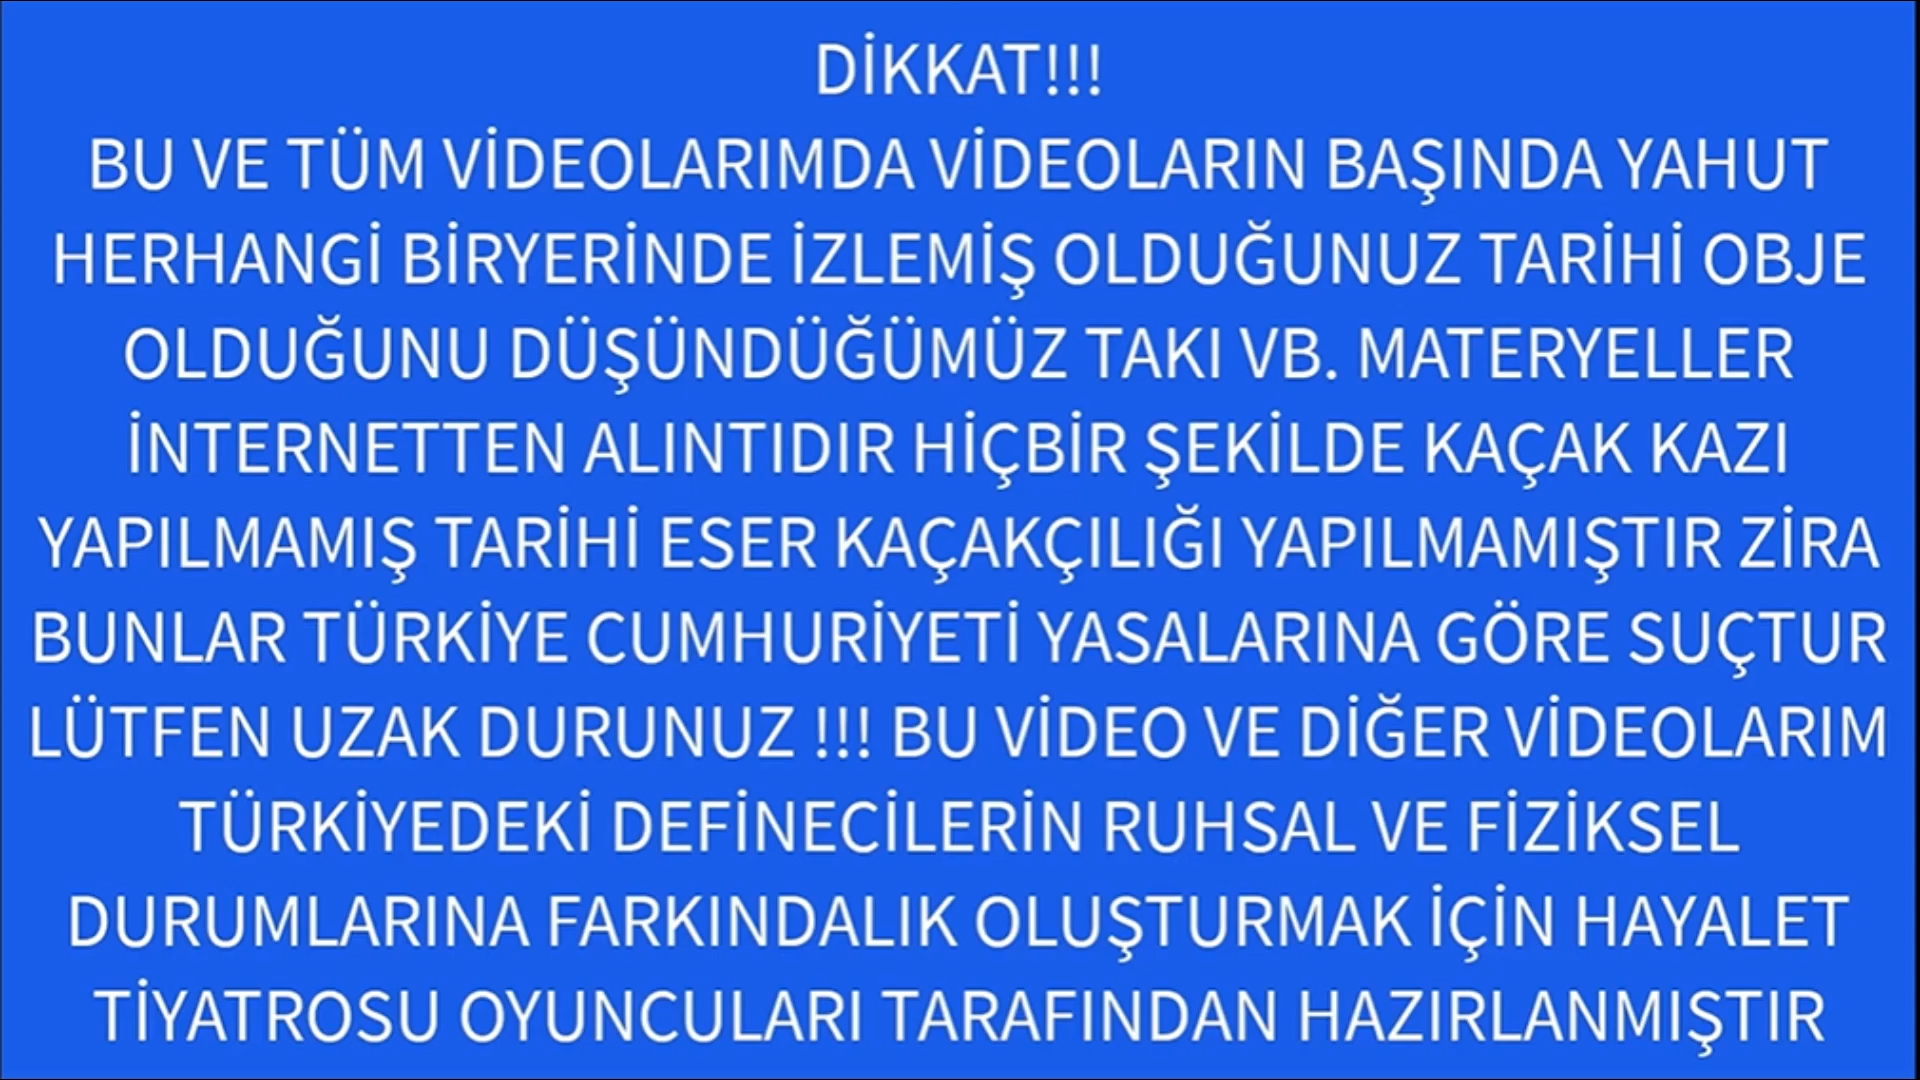 DİKKAT!!!
BU VE TÜM VİDEOLARIMDA VİDEOLARIN BAŞINDA YAHUT
HERHANGİ BİRYERİNDE İZLEMİŞ OLDUĞUNUZ TARİHİ OBJE
OLDUĞUNU DÜŞÜNDÜĞÜMÜZ TAKI VB. MATERYELLER
İNTERNETTEN ALINTIDIR HİÇBİR ŞEKİLDE KAÇAK KAZI
YAPILMAMIŞ TARİHİ ESER KAÇAKÇILIĞI YAPILMAMIŞTIR ZİRA
BUNLAR TÜRKİYE CUMHURİYETİ YASALARINA GÖRE SUÇTUR
LÜTFEN UZAK DURUNUZ !!! BU VİDEO VE DİĞER VİDEOLARIM
TÜRKİYEDEKİ DEFİNECİLERİN RUHSAL VE FİZİKSEL
DURUMLARINA FARKINDALIK OLUŞTURMAK İÇİN HAYALET
TİYATROSU OYUNCULARI TARAFINDAN HAZIRLANMIŞTIR